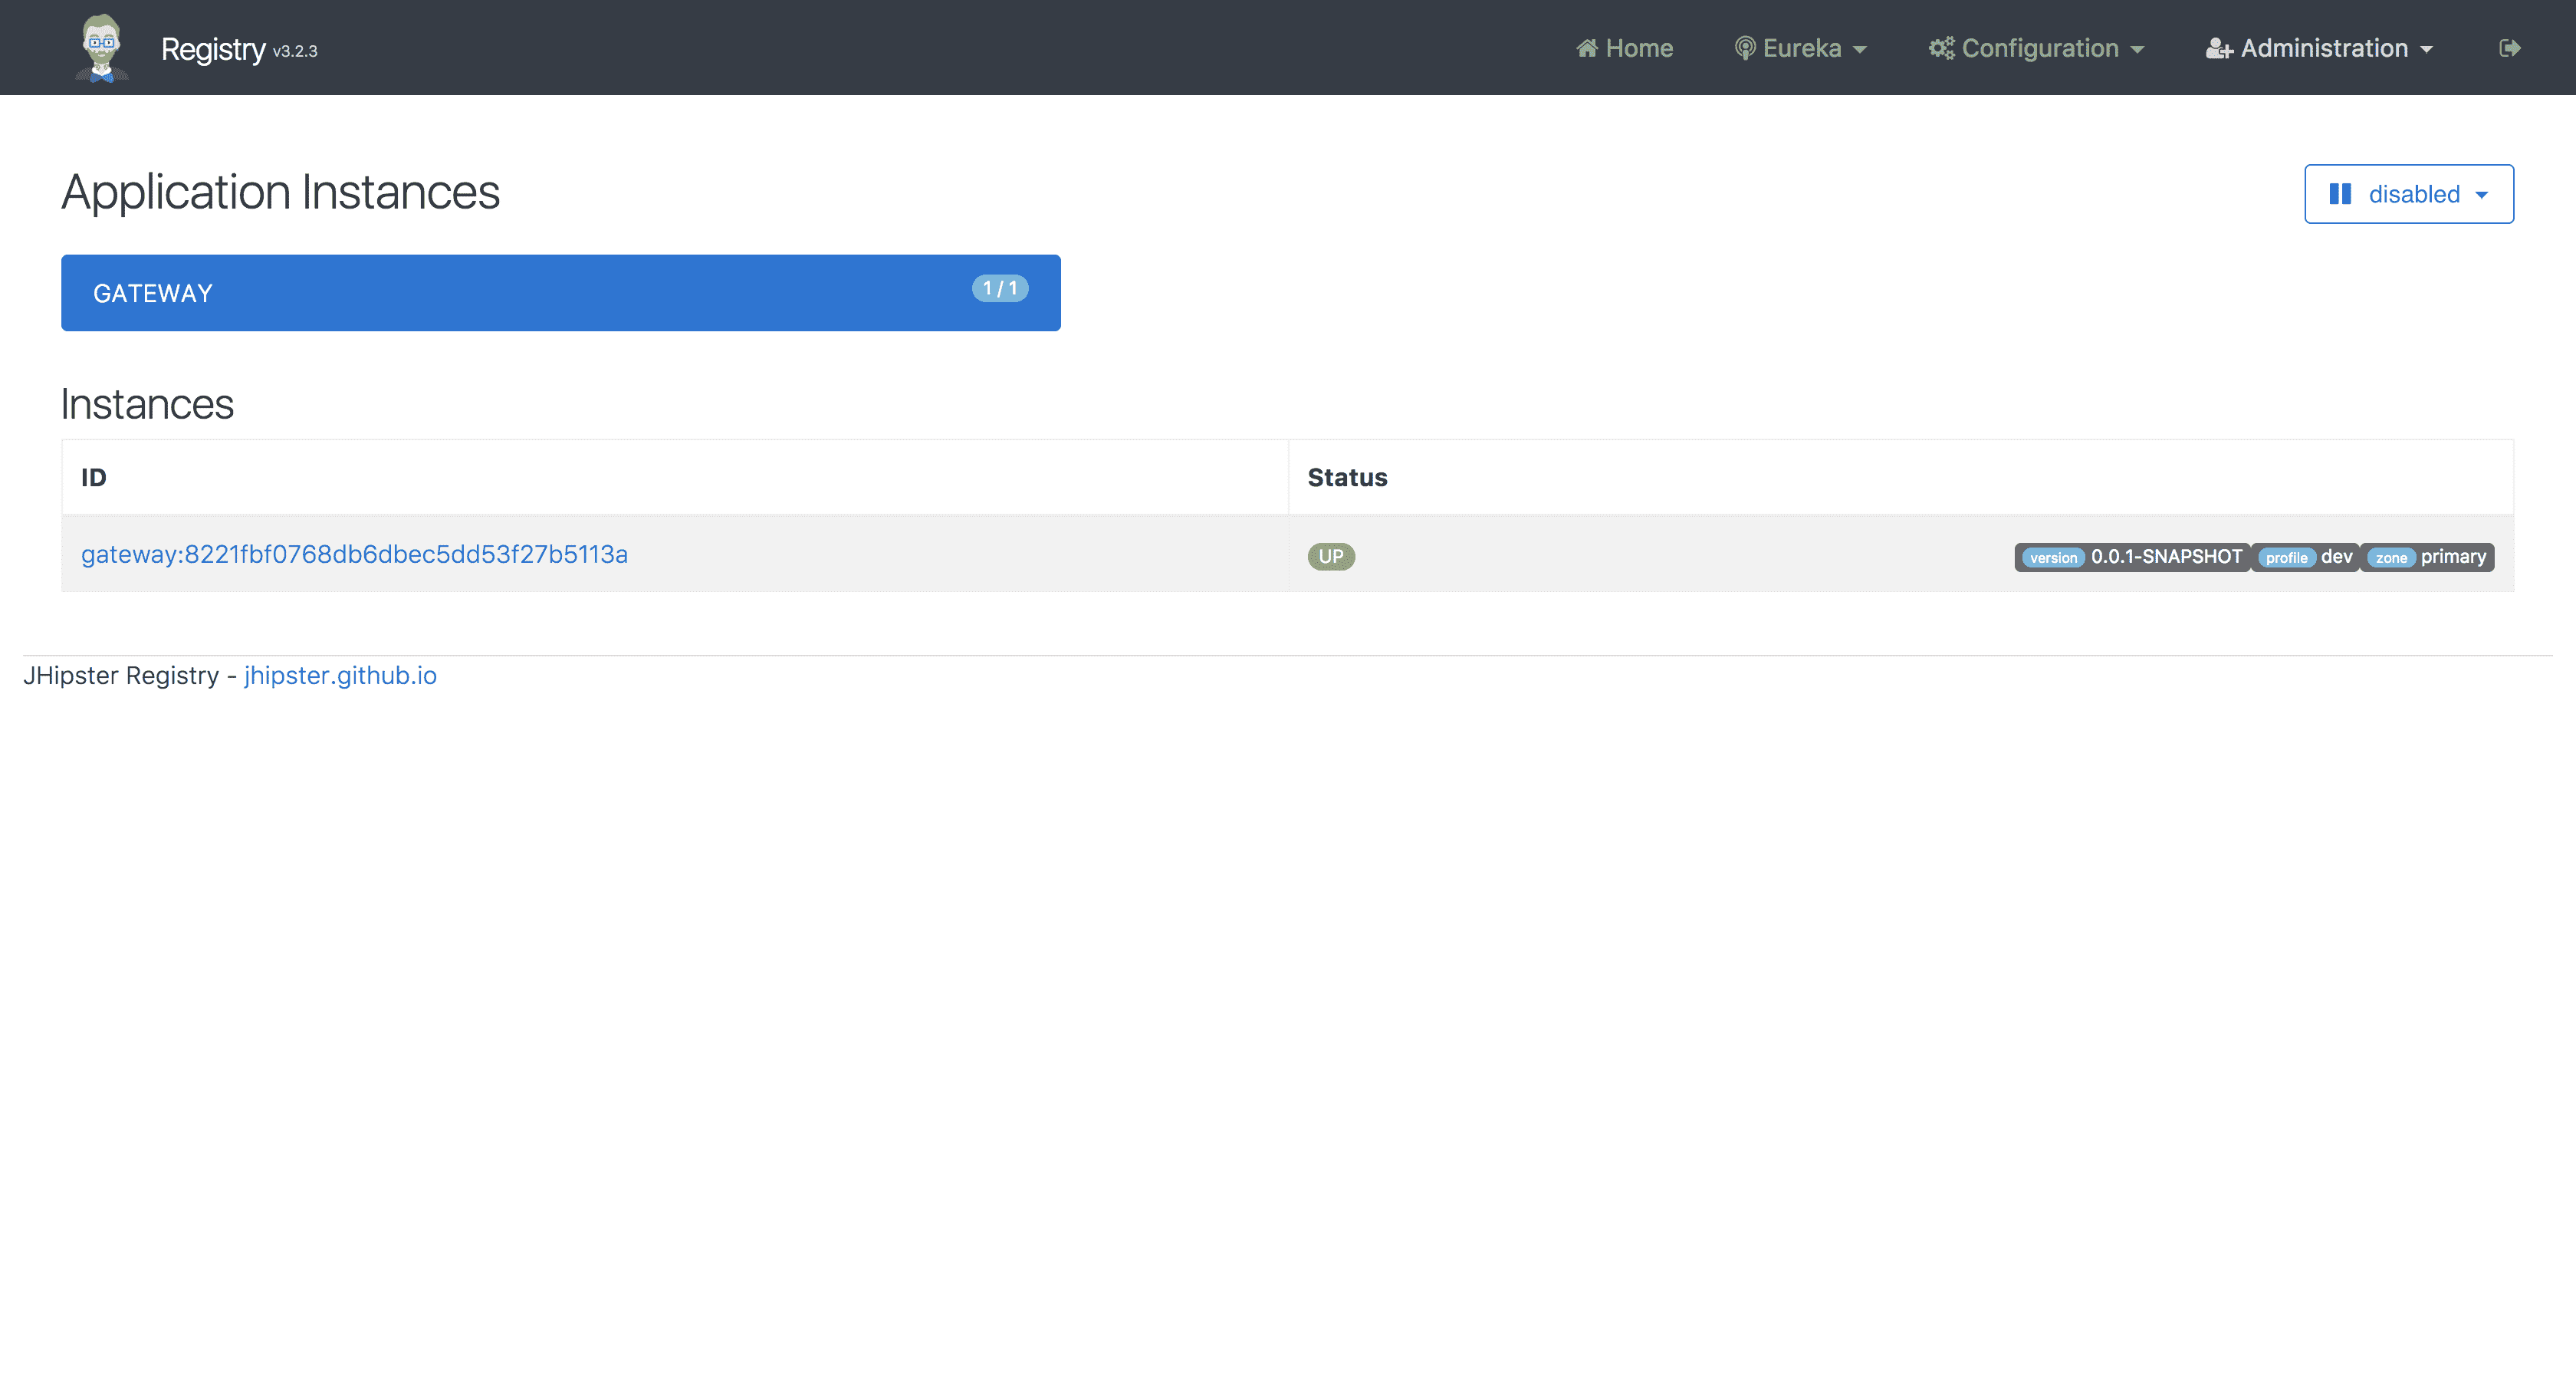 Registry v3.2.3 Home Eureka Configuration Administration
Application Instances disabled
GATEWAY 1 / 1
Instances
ID Status
gateway:8221fbf0768db6dbec5dd53f27b5113a UP version 0.0.1-SNAPSHOT profile dev zone primary
JHipster Registry - jhipster.github.io